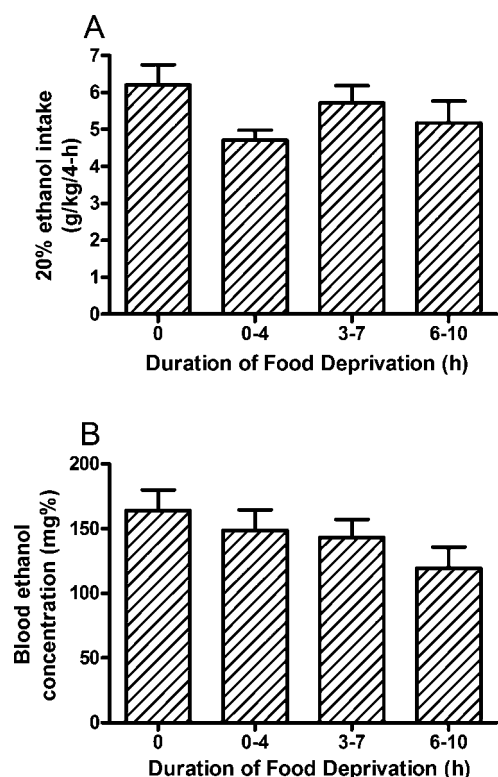 A
7
6
5
4
3
2
1
0
20% ethanol intake
(g/kg/4-h)
0 0-4 3-7 6-10
Duration of Food Deprivation (h)
B
200
150
100
50
0
Blood ethanol
concentration (mg%)
0 0-4 3-7 6-10
Duration of Food Deprivation (h)